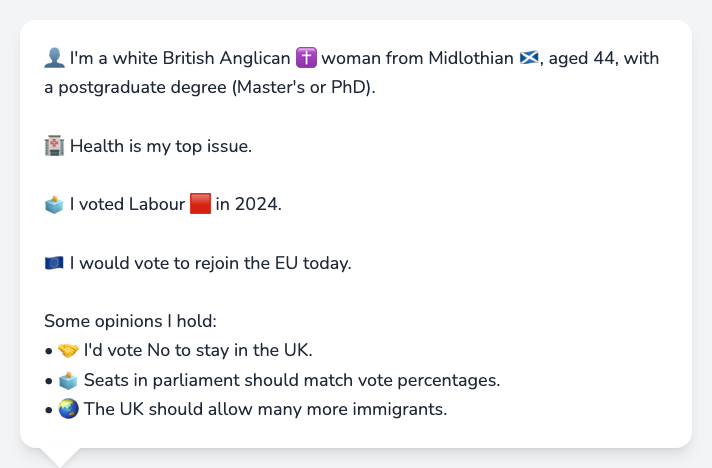 👤 I'm a white British Anglican ✝️ woman from Midlothian 🏴󠁧󠁢󠁳󠁣󠁴󠁿, aged 44, with
a postgraduate degree (Master's or PhD).
🏥 Health is my top issue.
🗳️ I voted Labour 🟥 in 2024.
🇪🇺 I would vote to rejoin the EU today.
Some opinions I hold:
• 🤝 I'd vote No to stay in the UK.
• 🗳️ Seats in parliament should match vote percentages.
• 🌏 The UK should allow many more immigrants.